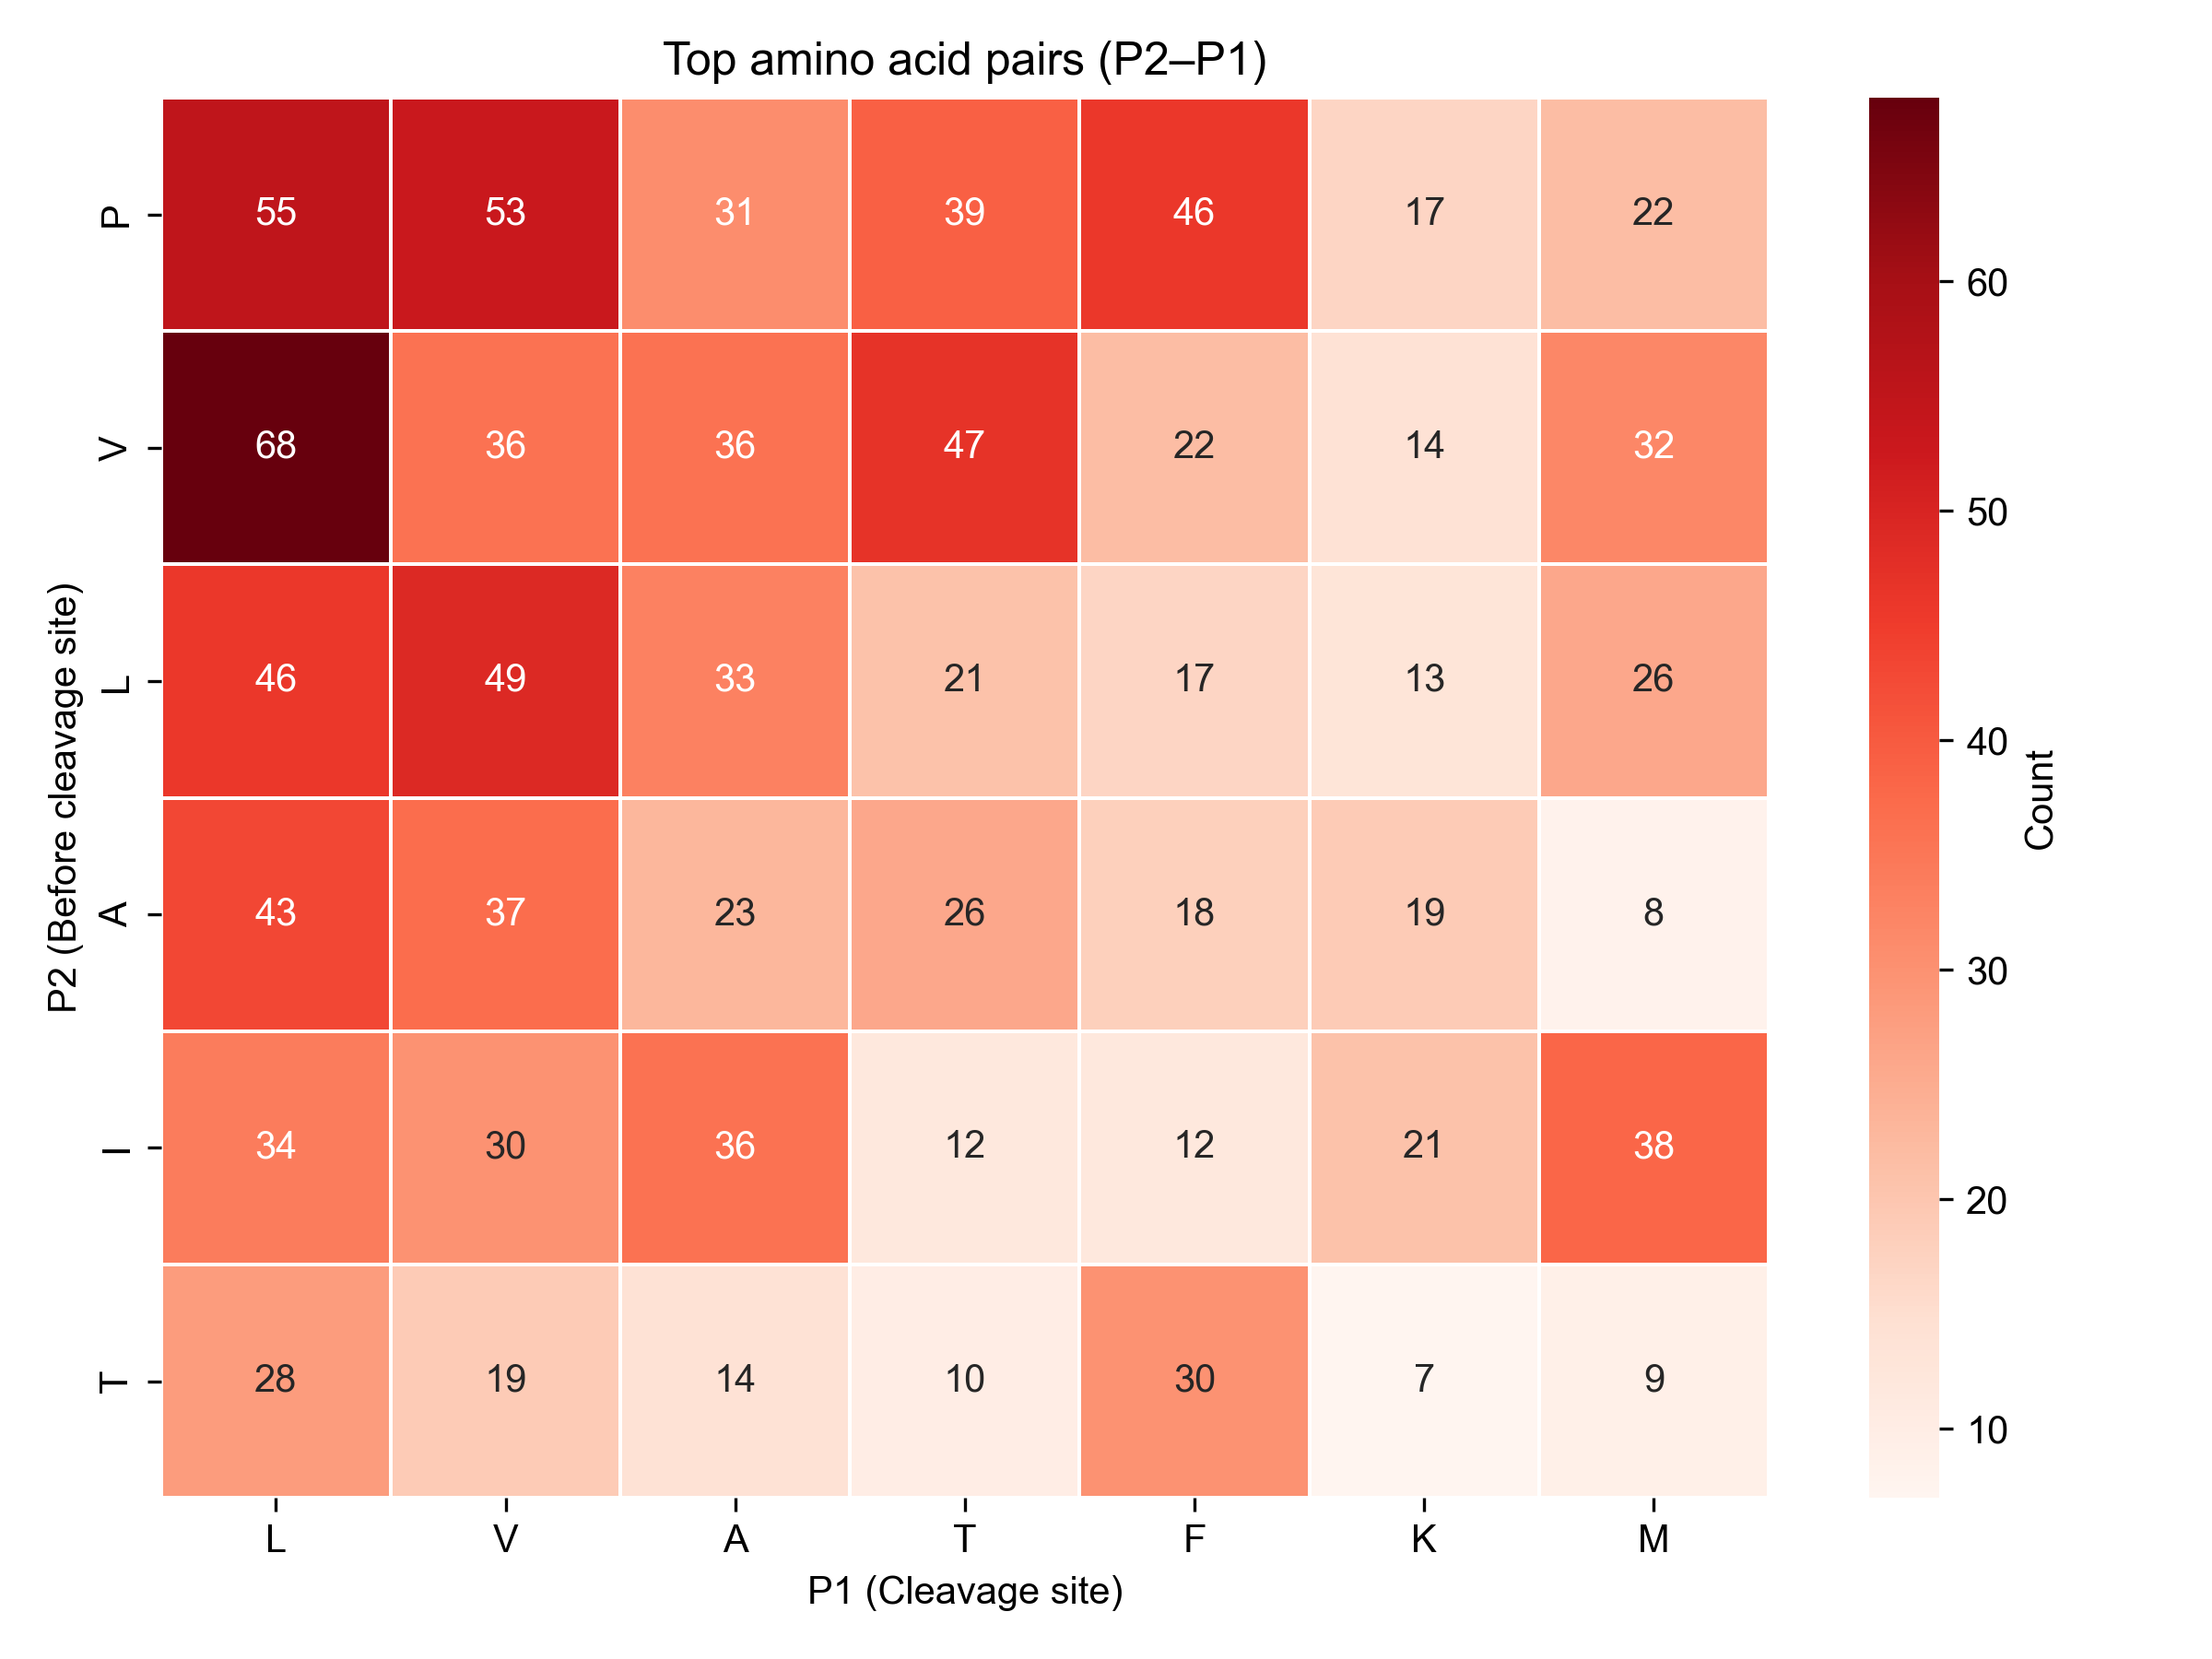 Top amino acid pairs (P2–P1)
P 55 53 31 39 46 17 22
V 68 36 36 47 22 14 32
L 46 49 33 21 17 13 26
A 43 37 23 26 18 19 8
I 34 30 36 12 12 21 38
T 28 19 14 10 30 7 9
L V A T F K M
P1 (Cleavage site)
P2 (Before cleavage site)
60
50
40
30
20
10
Count